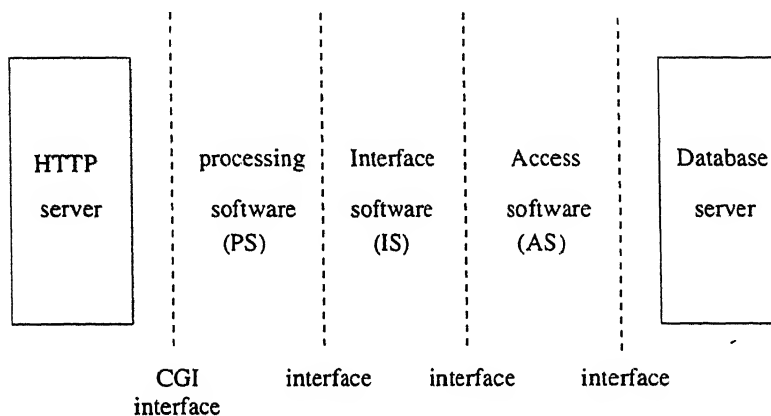 HTTP
server
processing
software
(PS)
Interface
software
(IS)
Access
software
(AS)
Database
server
CGI
interface
interface
interface
interface